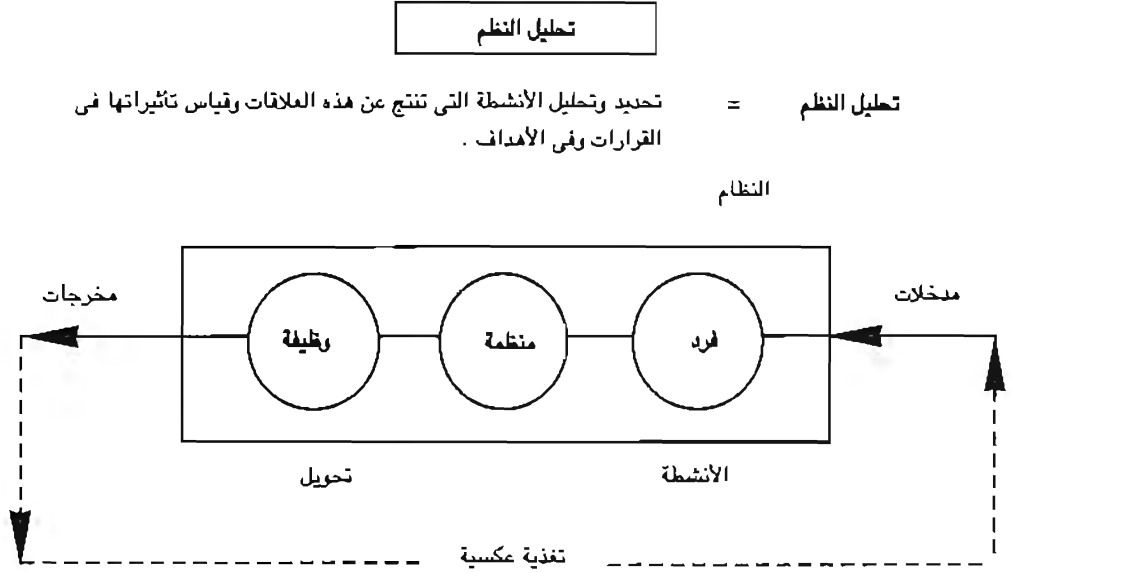 تحليل النظم
تحليل النظم = تحديد وتحليل الأنشطة التى تنتج عن هذه العلاقات وقياس تأثيراتها فى
القرارات وفى الأهداف .
النظام
مدخلات
مخرجات
فرد
منظمة
وظيفة
الأنشطة
تحويل
تغذية عكسية